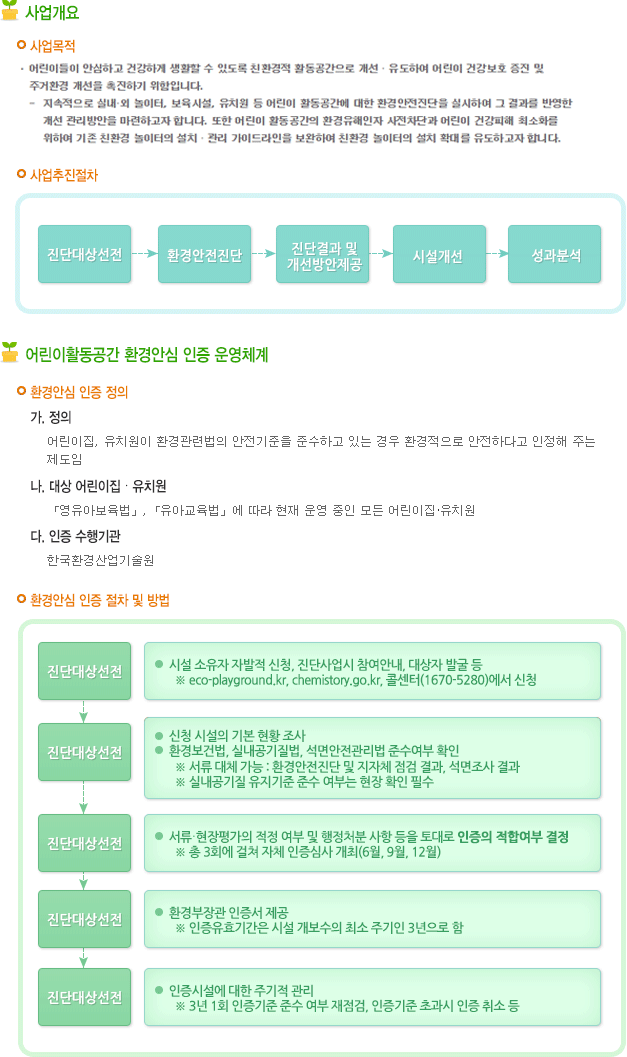 사업개요
사업목적
· 어린이들이 안심하고 건강하게 생활할 수 있도록 친환경적 활동공간으로 개선 · 유도하여 어린이 건강보호 증진 및
주거환경 개선을 촉진하기 위함입니다.
- 지속적으로 실내·외 놀이터, 보육시설, 유치원 등 어린이 활동공간에 대한 환경안전진단을 실시하여 그 결과를 반영한
개선 관리방안을 마련하고자 합니다. 또한 어린이 활동공간의 환경유해인자 사전차단과 어린이 건강피해 최소화를
위하여 기존 친환경 놀이터의 설치 · 관리 가이드라인을 보완하여 친환경 놀이터의 설치 확대를 유도하고자 합니다.
사업추진절차
진단대상선전
환경안전진단
진단결과 및
개선방안제공
시설개선
성과분석
어린이활동공간 환경안심 인증 운영체계
환경안심 인증 정의
가. 정의
어린이집, 유치원이 환경관련법의 안전기준을 준수하고 있는 경우 환경적으로 안전하다고 인정해 주는
제도임
나. 대상 어린이집 · 유치원
「영유아보육법」, 「유아교육법」에 따라 현재 운영 중인 모든 어린이집·유치원
다. 인증 수행기관
한국환경산업기술원
환경안심 인증 절차 및 방법
진단대상선전
시설 소유자 자발적 신청, 진단사업시 참여안내, 대상자 발굴 등
※ eco-playground.kr, chemistory.go.kr, 콜센터(1670-5280)에서 신청
진단대상선전
신청 시설의 기본 현황 조사
환경보건법, 실내공기질법, 석면안전관리법 준수여부 확인
※ 서류 대체 가능 : 환경안전진단 및 지자체 점검 결과, 석면조사 결과
※ 실내공기질 유지기준 준수 여부는 현장 확인 필수
진단대상선전
서류·현장평가의 적정 여부 및 행정처분 사항 등을 토대로 인증의 적합여부 결정
※ 총 3회에 걸쳐 자체 인증심사 개최(6월, 9월, 12월)
진단대상선전
환경부장관 인증서 제공
※ 인증유효기간은 시설 개보수의 최소 주기인 3년으로 함
진단대상선전
인증시설에 대한 주기적 관리
※ 3년 1회 인증기준 준수 여부 재점검, 인증기준 초과시 인증 취소 등